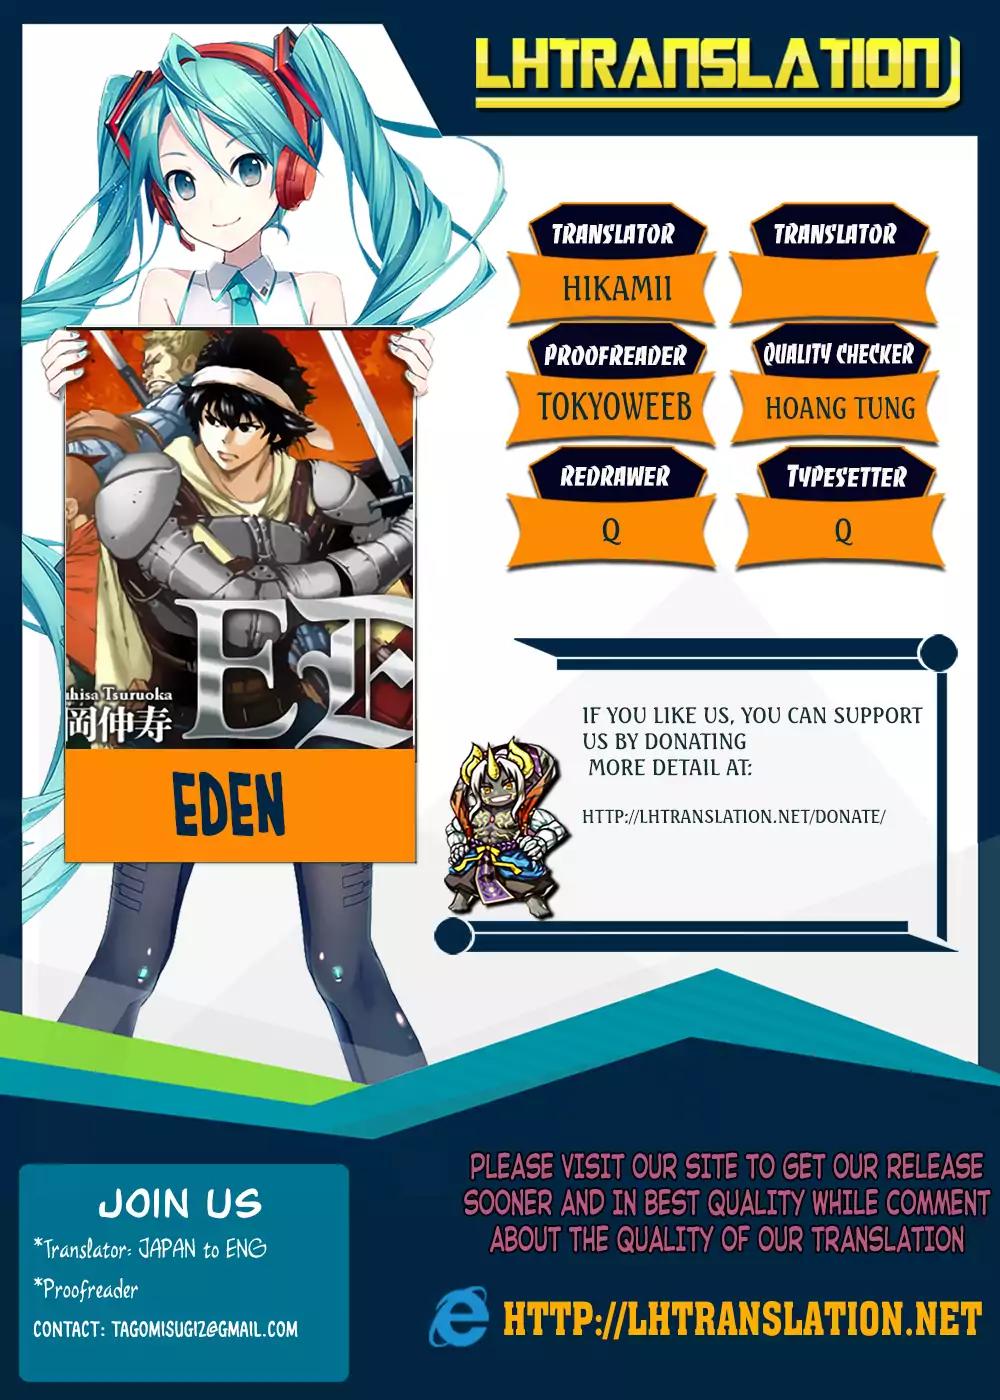 LHTRANSLATION
TRANSLATOR
HIKAMII
TRANSLATOR
PROOFREADER
TOKYOWEEB
QUALITY CHECKER
HOANG TUNG
REDRAWER
Q
TYPESETTER
Q
uhisa Tsuruoka
岡伸寿
EDEN
IF YOU LIKE US, YOU CAN SUPPORT
US BY DONATING
MORE DETAIL AT:
HTTP://LHTRANSLATION.NET/DONATE/
JOIN US
*Translator: JAPAN to ENG
*Proofreader
CONTACT: TAGOMISUGIZ@GMAIL.COM
PLEASE VISIT OUR SITE TO GET OUR RELEASE
SOONER AND IN BEST QUALITY WHILE COMMENT
ABOUT THE QUALITY OF OUR TRANSLATION
HTTP://LHTRANSLATION.NET